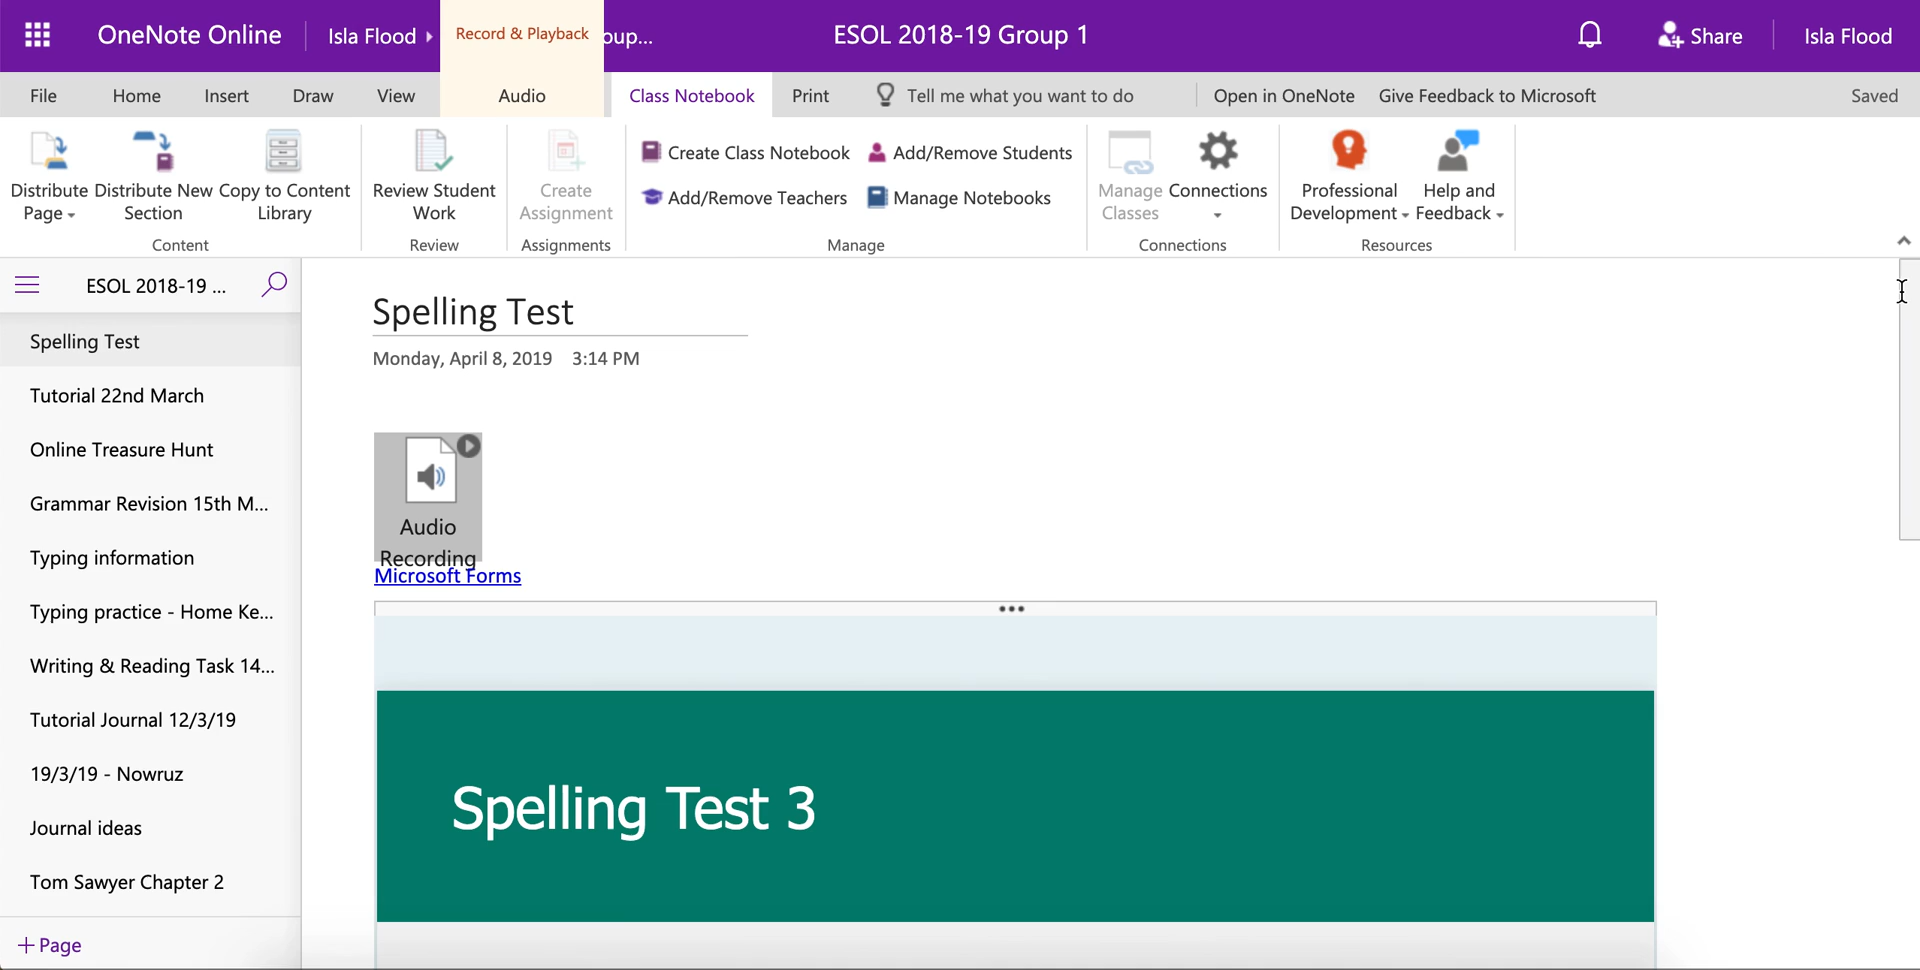 OneNote Online Isla Flood Record & Playback oup... ESOL 2018-19 Group 1 Share Isla Flood
File Home Insert Draw View Audio Class Notebook Print Tell me what you want to do Open in OneNote Give Feedback to Microsoft Saved
Distribute Page
Distribute New Section
Copy to Content Library
Content
Review Student Work
Review
Create Assignment
Assignments
Create Class Notebook Add/Remove Students
Add/Remove Teachers Manage Notebooks
Manage
Manage Classes
Connections
Connections
Professional Development
Help and Feedback
Resources
ESOL 2018-19 ...
Spelling Test
Tutorial 22nd March
Online Treasure Hunt
Grammar Revision 15th M...
Typing information
Typing practice - Home Ke...
Writing & Reading Task 14...
Tutorial Journal 12/3/19
19/3/19 - Nowruz
Journal ideas
Tom Sawyer Chapter 2
+ Page
Spelling Test
Monday, April 8, 2019 3:14 PM
Audio
Recording
Microsoft Forms
Spelling Test 3